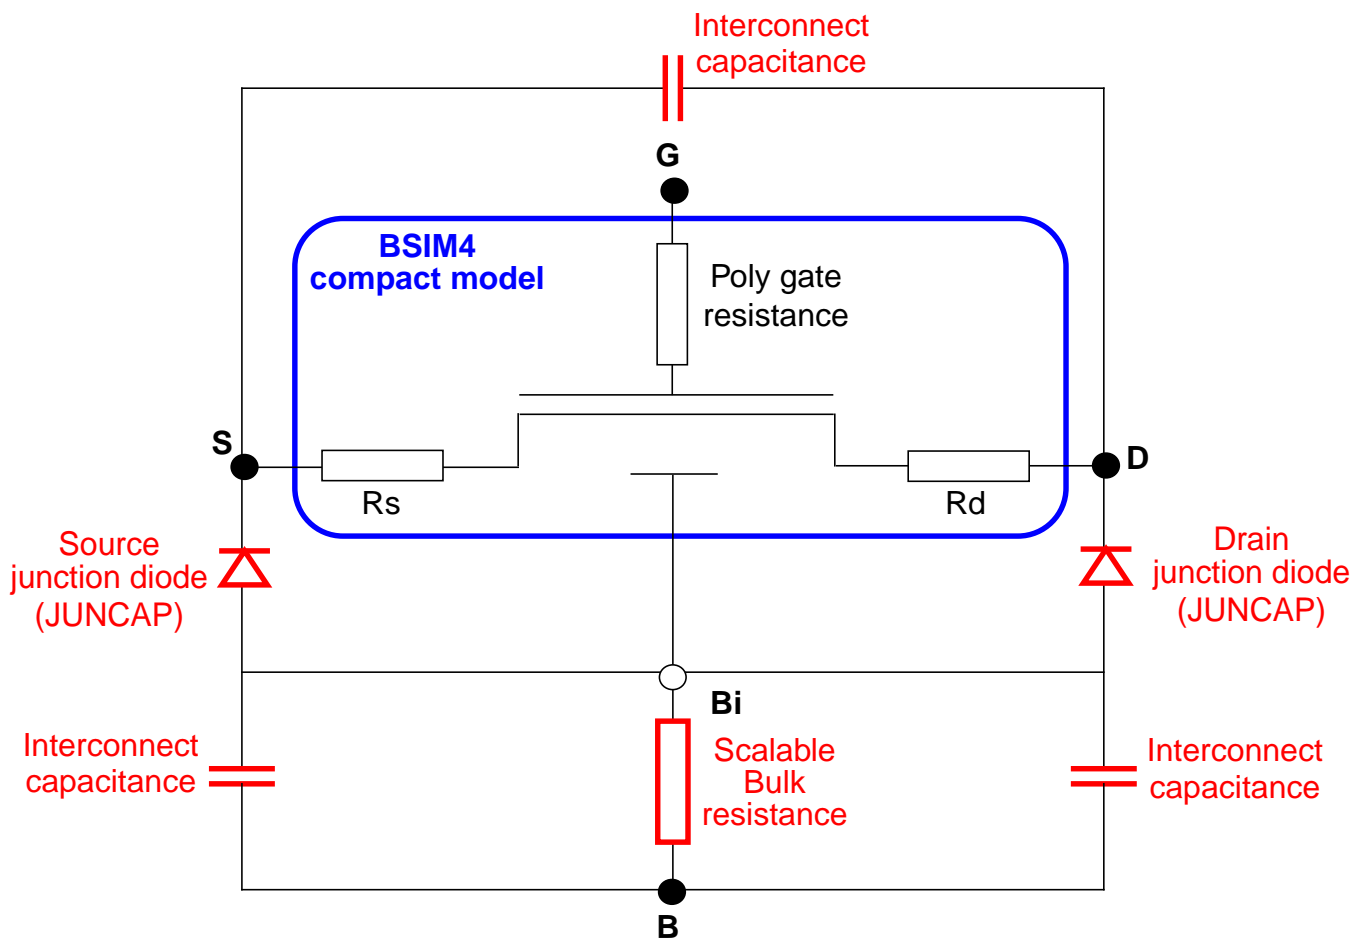 Interconnect
capacitance
G
BSIM4
compact model
Poly gate
resistance
S
D
Rs
Rd
Source
junction diode
(JUNCAP)
Drain
junction diode
(JUNCAP)
Bi
Interconnect
capacitance
Scalable
Bulk
resistance
Interconnect
capacitance
B